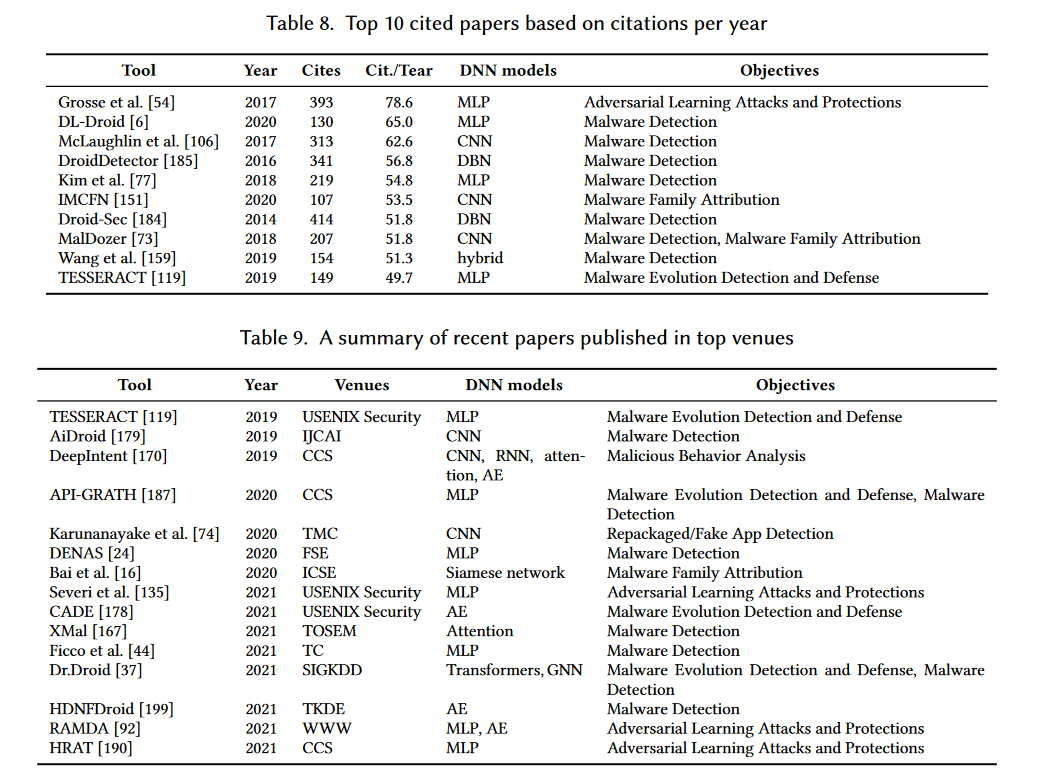 Table 8. Top 10 cited papers based on citations per year
Tool Year Cites Cit./Tear DNN models Objectives
Grosse et al. [54] 2017 393 78.6 MLP Adversarial Learning Attacks and Protections
DL-Droid [6] 2020 130 65.0 MLP Malware Detection
McLaughlin et al. [106] 2017 313 62.6 CNN Malware Detection
DroidDetector [185] 2016 341 56.8 DBN Malware Detection
Kim et al. [77] 2018 219 54.8 MLP Malware Detection
IMCFN [151] 2020 107 53.5 CNN Malware Family Attribution
Droid-Sec [184] 2014 414 51.8 DBN Malware Detection
MalDozer [73] 2018 207 51.8 CNN Malware Detection, Malware Family Attribution
Wang et al. [159] 2019 154 51.3 hybrid Malware Detection
TESSERACT [119] 2019 149 49.7 MLP Malware Evolution Detection and Defense
Table 9. A summary of recent papers published in top venues
Tool Year Venues DNN models Objectives
TESSERACT [119] 2019 USENIX Security MLP Malware Evolution Detection and Defense
AiDroid [179] 2019 IJCAI CNN Malware Detection
DeepIntent [170] 2019 CCS CNN, RNN, atten- Malicious Behavior Analysis
tion, AE
API-GRATH [187] 2020 CCS MLP Malware Evolution Detection and Defense, Malware
Detection
Karunanayake et al. [74] 2020 TMC CNN Repackaged/Fake App Detection
DENAS [24] 2020 FSE MLP Malware Detection
Bai et al. [16] 2020 ICSE Siamese network Malware Family Attribution
Severi et al. [135] 2021 USENIX Security MLP Adversarial Learning Attacks and Protections
CADE [178] 2021 USENIX Security AE Malware Evolution Detection and Defense
XMal [167] 2021 TOSEM Attention Malware Detection
Ficco et al. [44] 2021 TC MLP Malware Detection
Dr.Droid [37] 2021 SIGKDD Transformers, GNN Malware Evolution Detection and Defense, Malware
Detection
HDNFDroid [199] 2021 TKDE AE Malware Detection
RAMDA [92] 2021 WWW MLP, AE Adversarial Learning Attacks and Protections
HRAT [190] 2021 CCS MLP Adversarial Learning Attacks and Protections